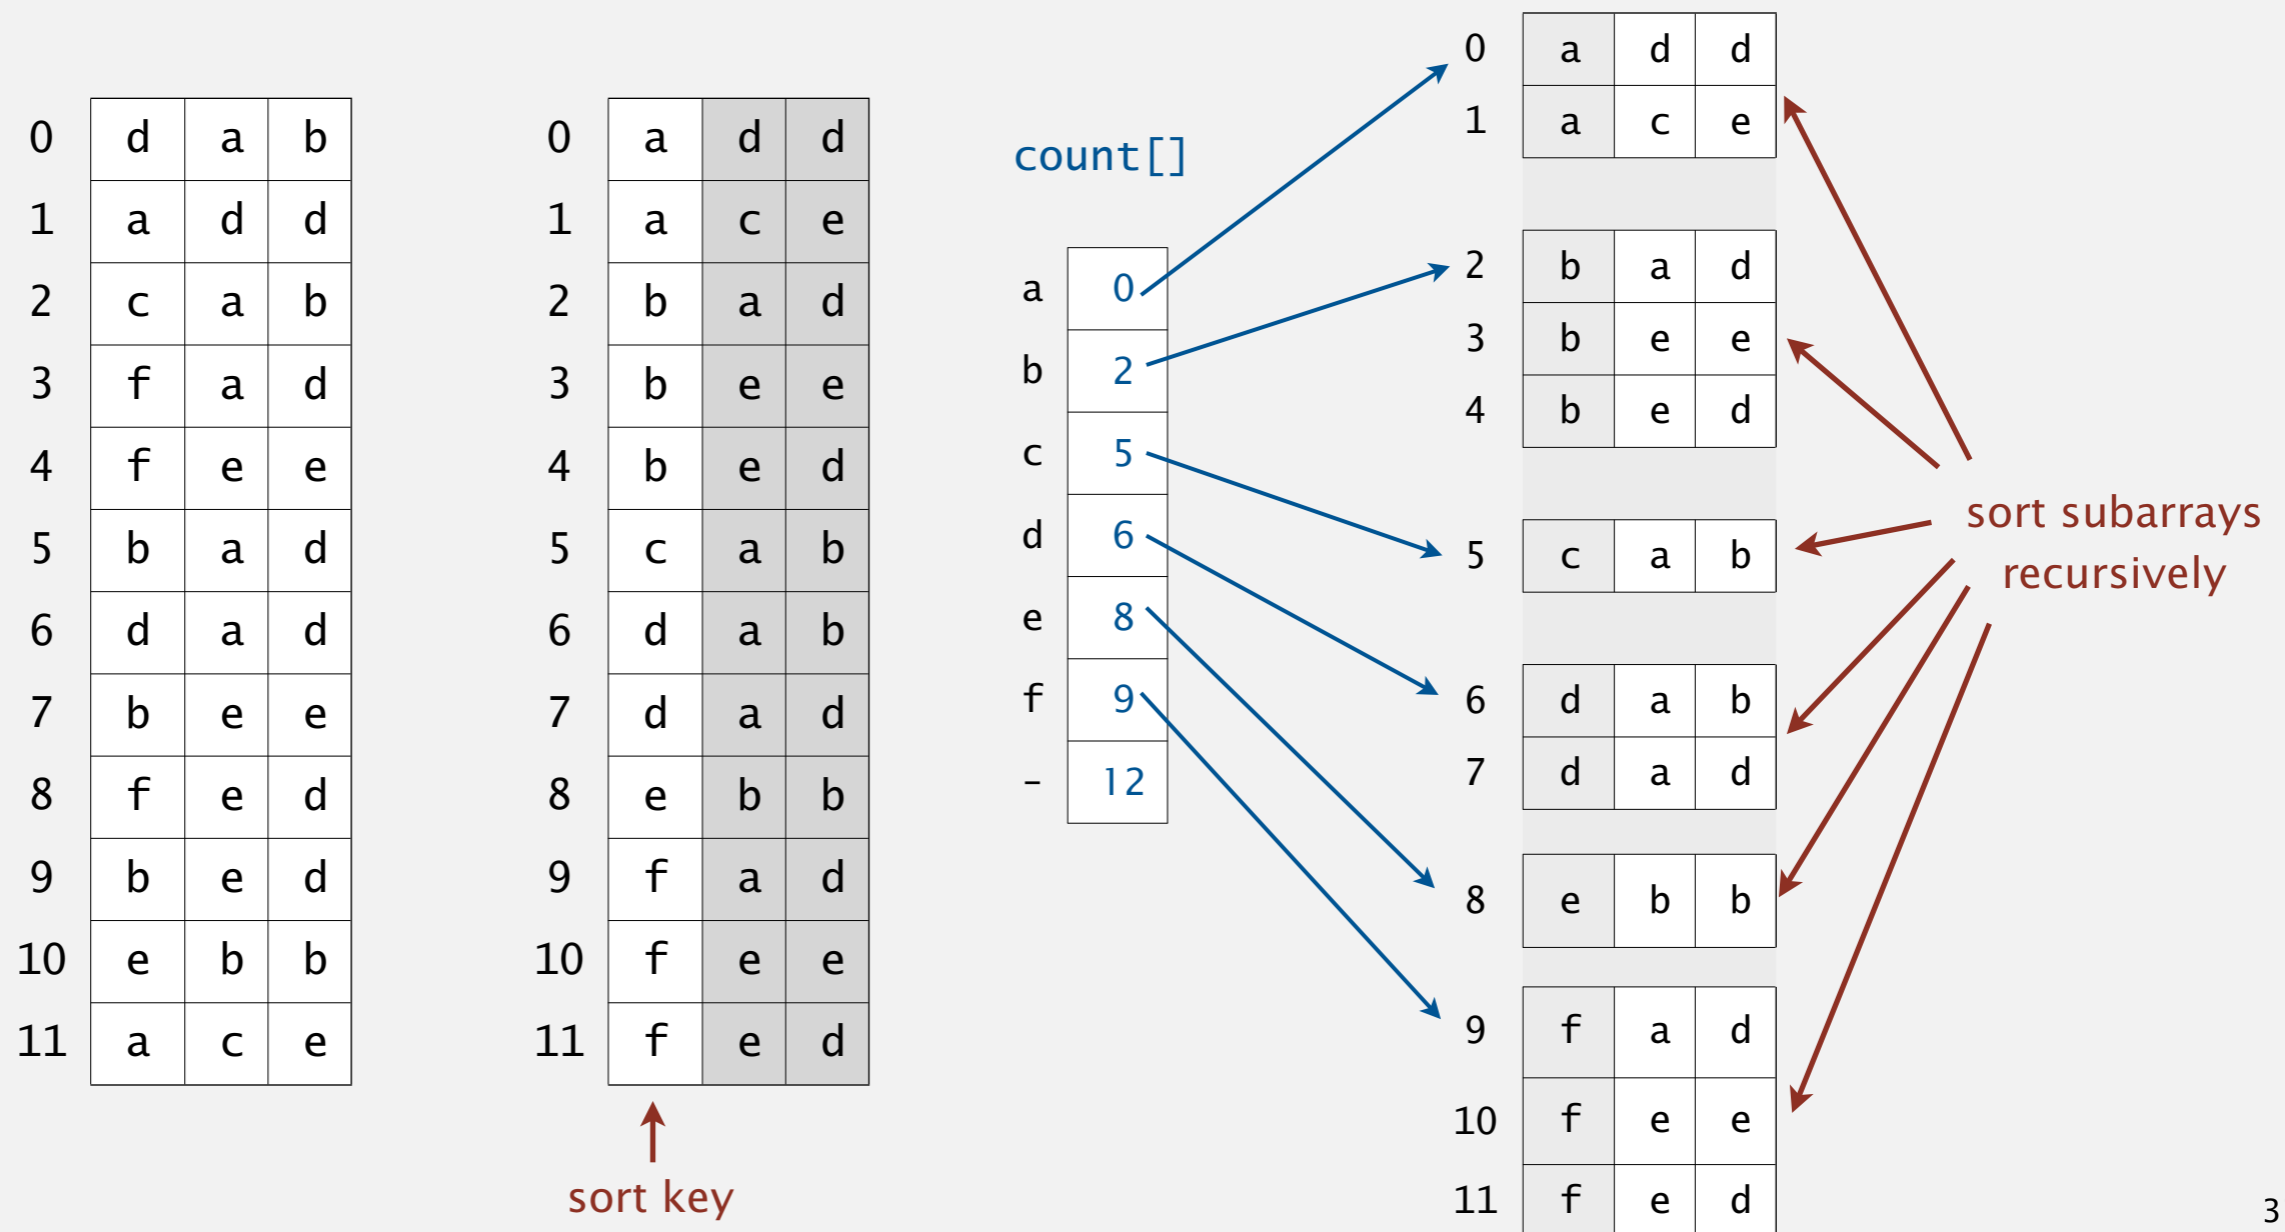 0 d a b
1 a d d
2 c a b
3 f a d
4 f e e
5 b a d
6 d a d
7 b e e
8 f e d
9 b e d
10 e b b
11 a c e
0 a d d
1 a c e
2 b a d
3 b e e
4 b e d
5 c a b
6 d a b
7 d a d
8 e b b
9 f a d
10 f e e
11 f e d
sort key
count[]
a 0
b 2
c 5
d 6
e 8
f 9
- 12
0 a d d
1 a c e
2 b a d
3 b e e
4 b e d
5 c a b
6 d a b
7 d a d
8 e b b
9 f a d
10 f e e
11 f e d
sort subarrays
recursively
3